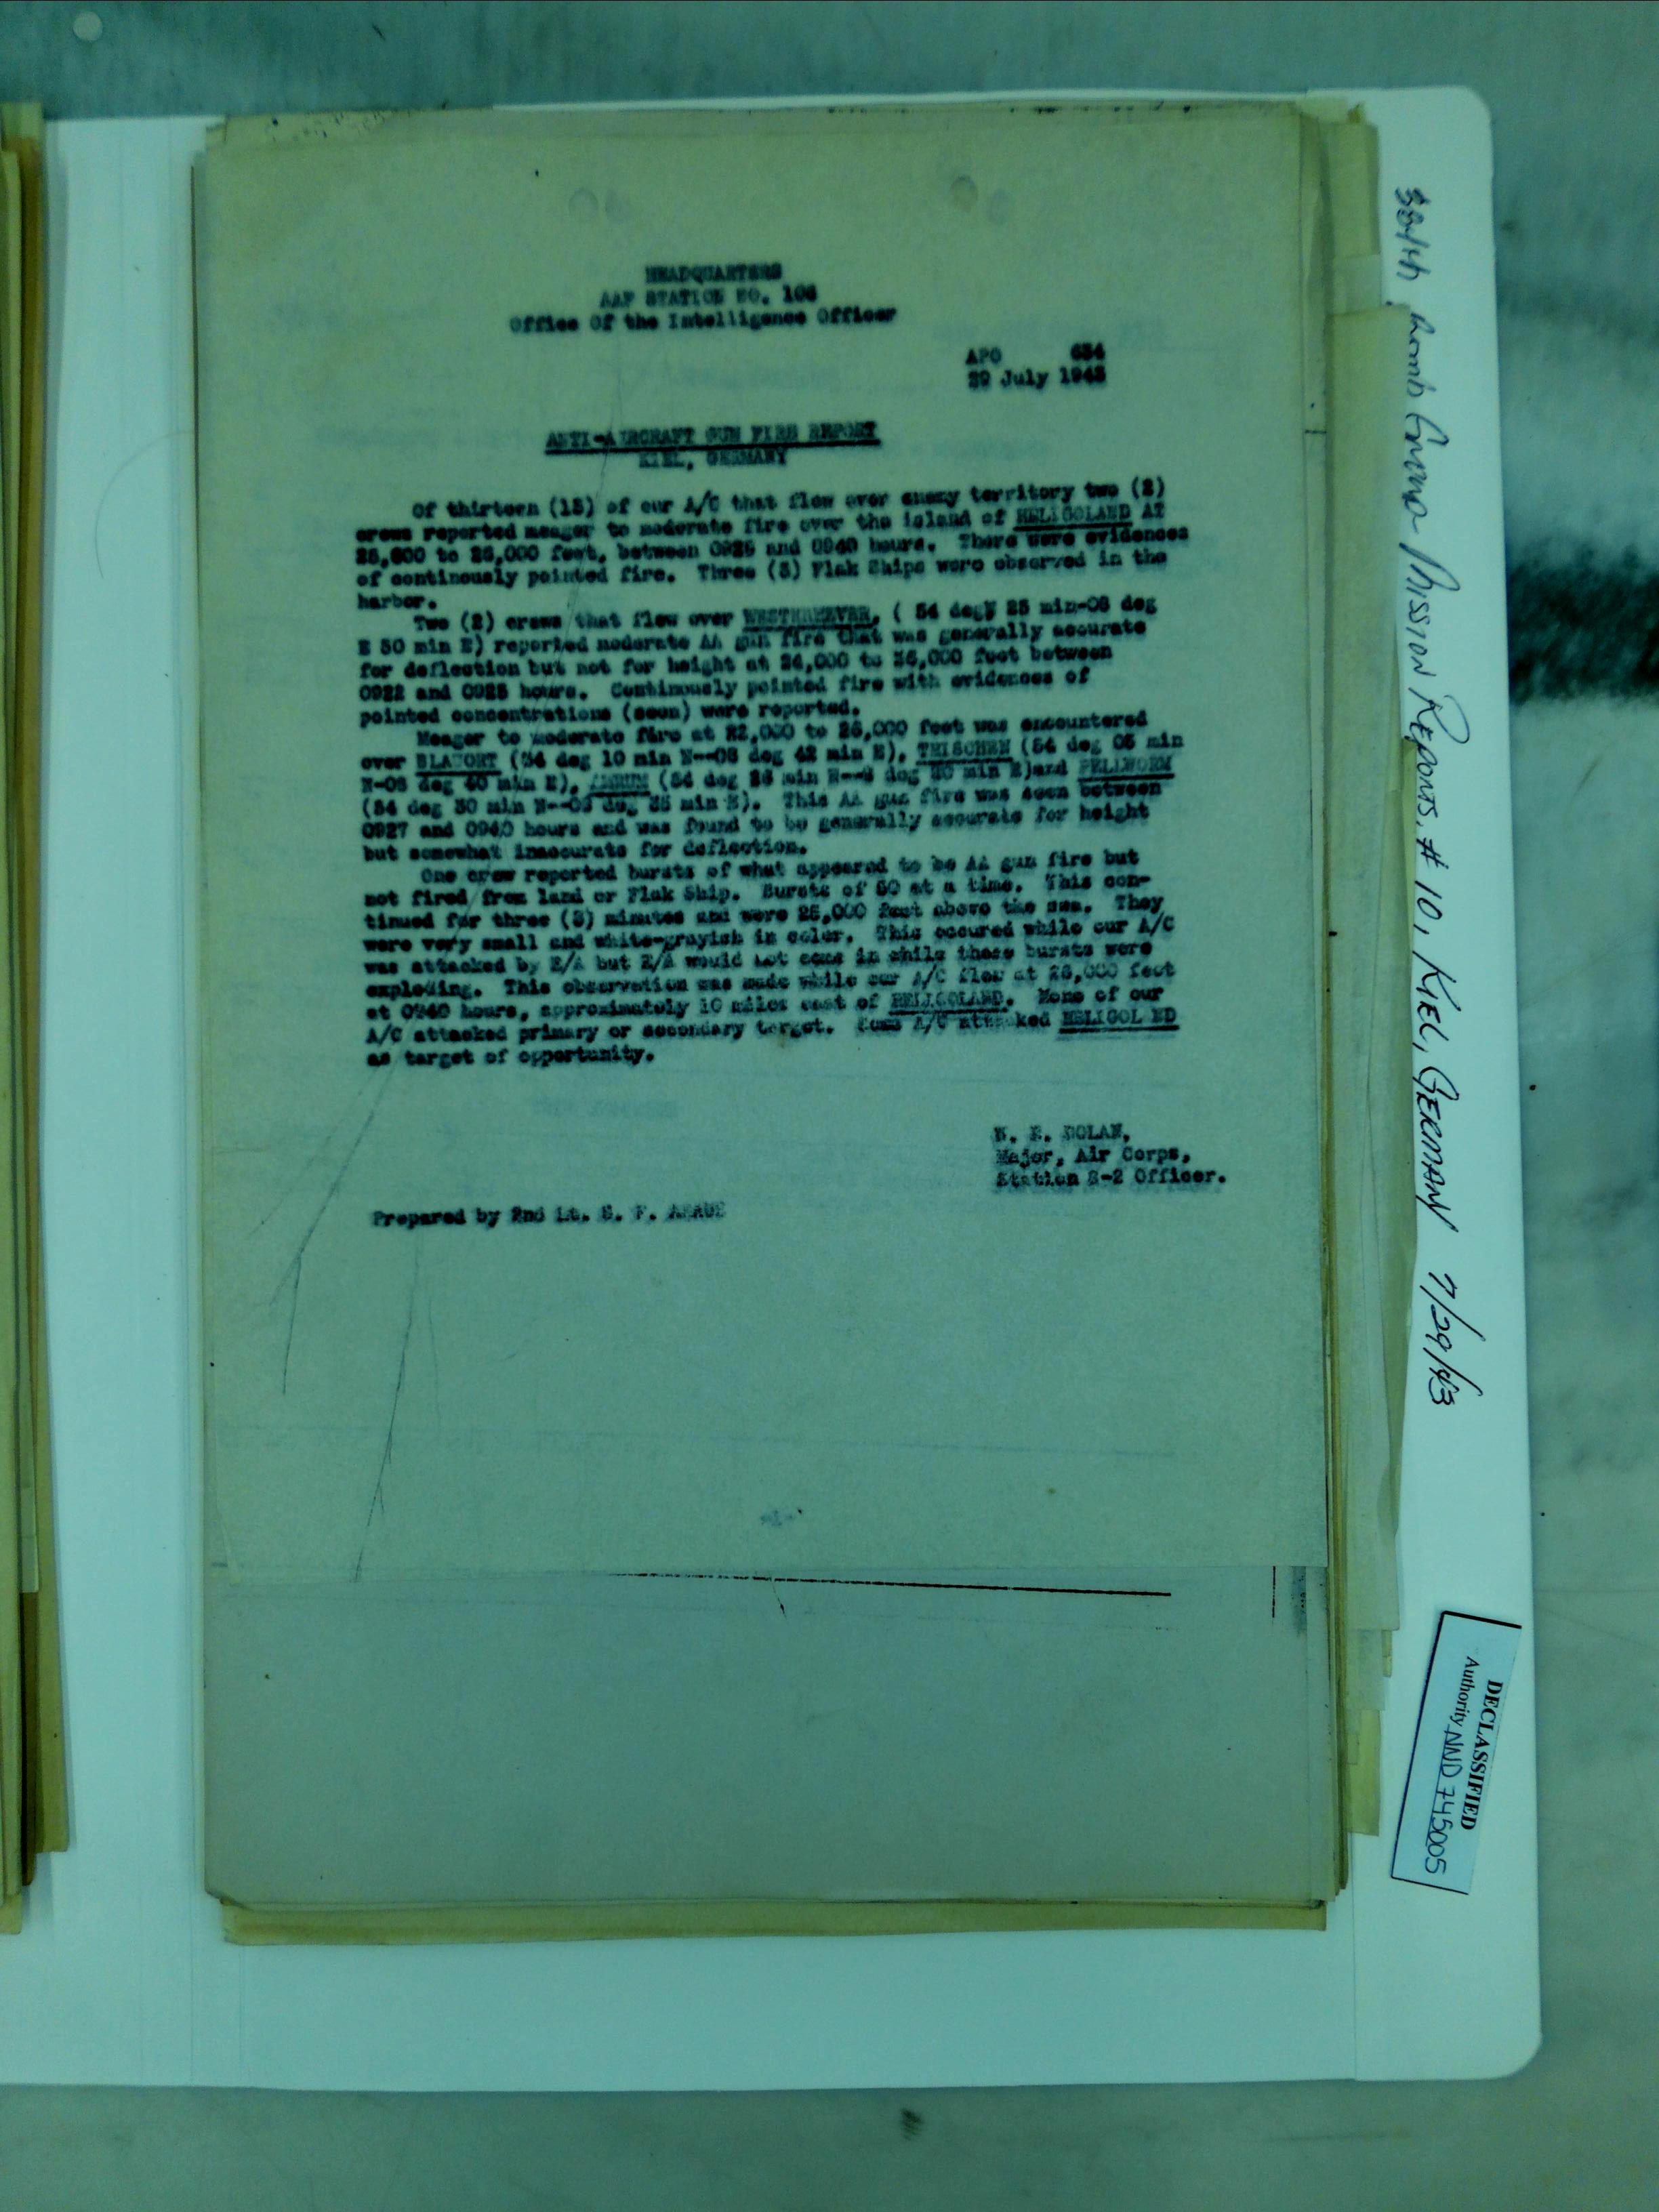 HEADQUARTERS
AAF STATION NO. 106
Office Of the Intelligence Officer
APO 634
29 July 1943
ANTI-AIRCRAFT GUN FIRE REPORT
KIEL, GERMANY
Of thirteen (13) of our A/C that flew over enemy territory two (2)
crews reported meager to moderate fire over the island of HELIGOLAND AT
to 26,000 feet, between and 0940 hours. There were evidences
of continously pointed fire. Three (3) Flak Ships were observed in the
harbor.
Two (2) crews that flew over ( 54 deg 25 min-08 deg
E 50 min E) reported moderate AA gun fire that was generally accurate
for deflection but not for height at 24,000 to feet between
0922 and 0925 hours. Continously pointed fire with evidences of
pointed concentrations (seen) were reported.
Meager to moderate fire at 22,000 to 26,000 feet was encountered
over BLAUORT (54 deg 10 min N--08 deg 42 min E), TRISCHEN (54 deg 05 min
N-08 deg 40 min E), AMRUM (54 deg min deg min E)and PELLWORM
(54 deg 30 min N--08 deg 35 min E). This AA gun fire was seen between
0927 and 0940 hours and was found to be generally accurate for height
but somewhat inaccurate for deflection.
One crew reported bursts of what appeared to be AA gun fire but
not fired from land or Flak Ship. Bursts of at a time. This con-
tinued for three (3) minutes and were 25,000 feet above the sea. They
were very small and white-grayish in color. This occured while our A/C
was attacked by E/A but E/A would not come in while these bursts were
exploding. This observation was made while our A/C flew at 26,000 feet
at 0940 hours, approximately 10 miles east of HELIGOLAND. None of our
A/C attacked primary or secondary target. Some A/C attacked HELIGOL ND
as target of opportunity.
W. E. DOLAN,
Major, Air Corps,
Station S-2 Officer.
Prepared by 2nd Lt. S. F.
384th Bomb Group Mission Reports, # 10, KIEL, GERMAN 7/29/43
DECLASSIFIED
Authority NND 745005